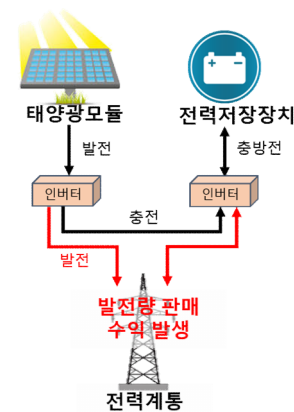 태양광모듈
전력저장장치
발전
충방전
인버터
인버터
충전
발전
발전량 판매
수익 발생
전력계통